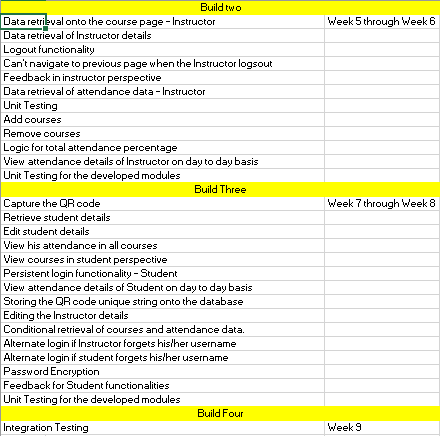 Build two
Data retrieval onto the course page - Instructor Week 5 through Week 6
Data retrieval of Instructor details
Logout functionality
Can't navigate to previous page when the Instructor logsout
Feedback in instructor perspective
Data retrieval of attendance data - Instructor
Unit Testing
Add courses
Remove courses
Logic for total attendance percentage
View attendance details of Instructor on day to day basis
Unit Testing for the developed modules
Build Three
Capture the QR code Week 7 through Week 8
Retrieve student details
Edit student details
View his attendance in all courses
View courses in student perspective
Persistent login functionality - Student
View attendance details of Student on day to day basis
Storing the QR code unique string onto the database
Editing the Instructor details
Conditional retrieval of courses and attendance data.
Alternate login if Instructor forgets his/her username
Alternate login if student forgets his/her username
Password Encryption
Feedback for Student functionalities
Unit Testing for the developed modules
Build Four
Integration Testing Week 9